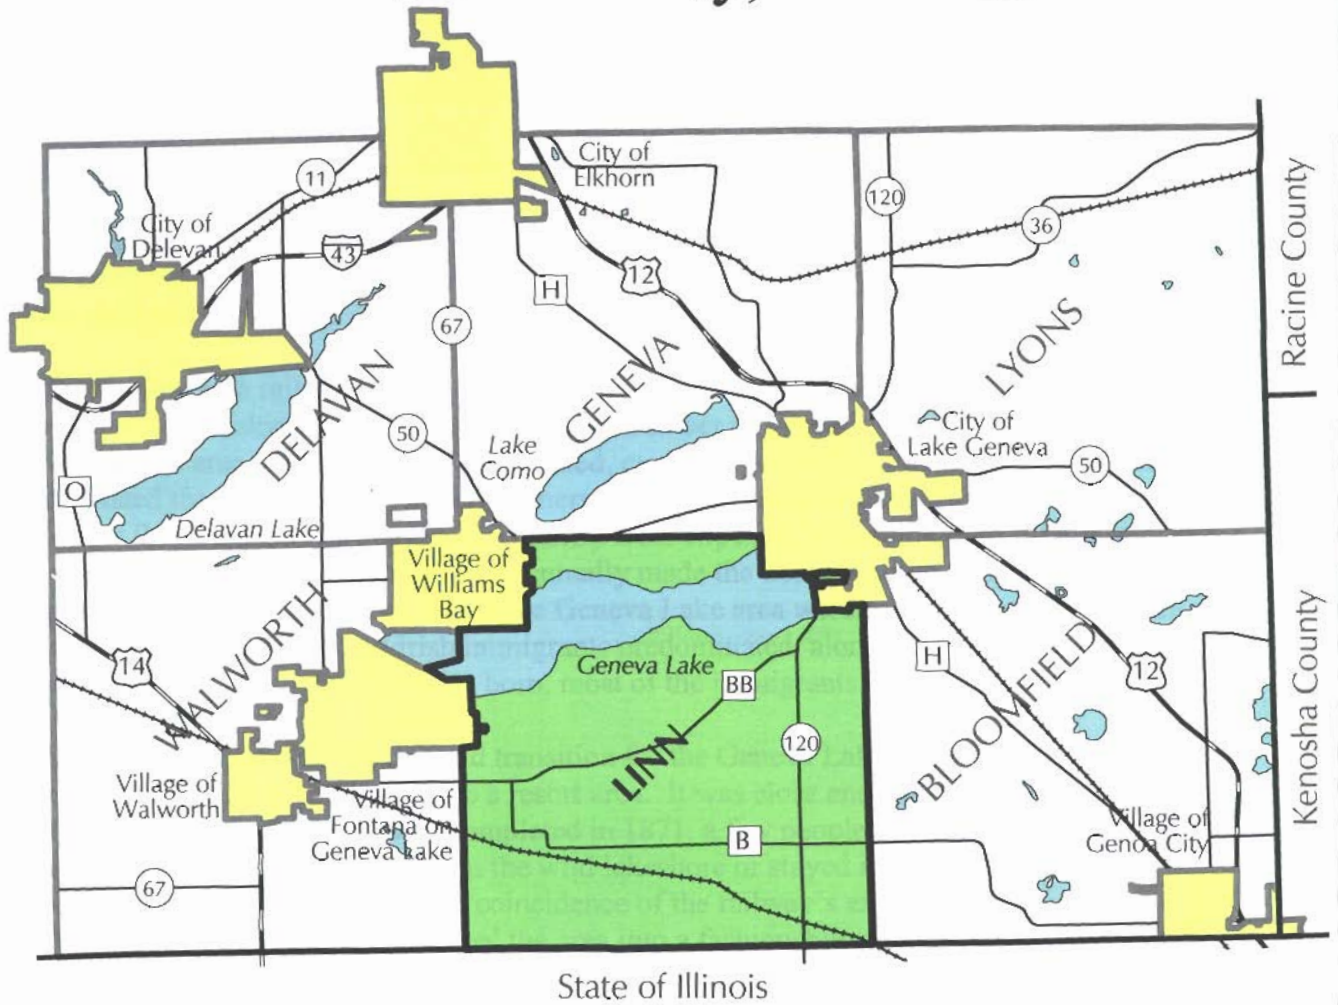 City of
Elkhorn
11
120
36
City of
Delevan
43
12
H
67
Racine County
LYONS
GENEVA
DELAVAN
50
Lake
Como
City of
Lake Geneva
50
O
Delavan Lake
Village of
Williams
Bay
WALWORTH
Geneva Lake
BB
H
12
14
BLOOMFIELD
Kenosha County
LINN
120
Village of
Walworth
Village of
Fontana on
Geneva Lake
B
Village of
Genoa City
67
State of Illinois